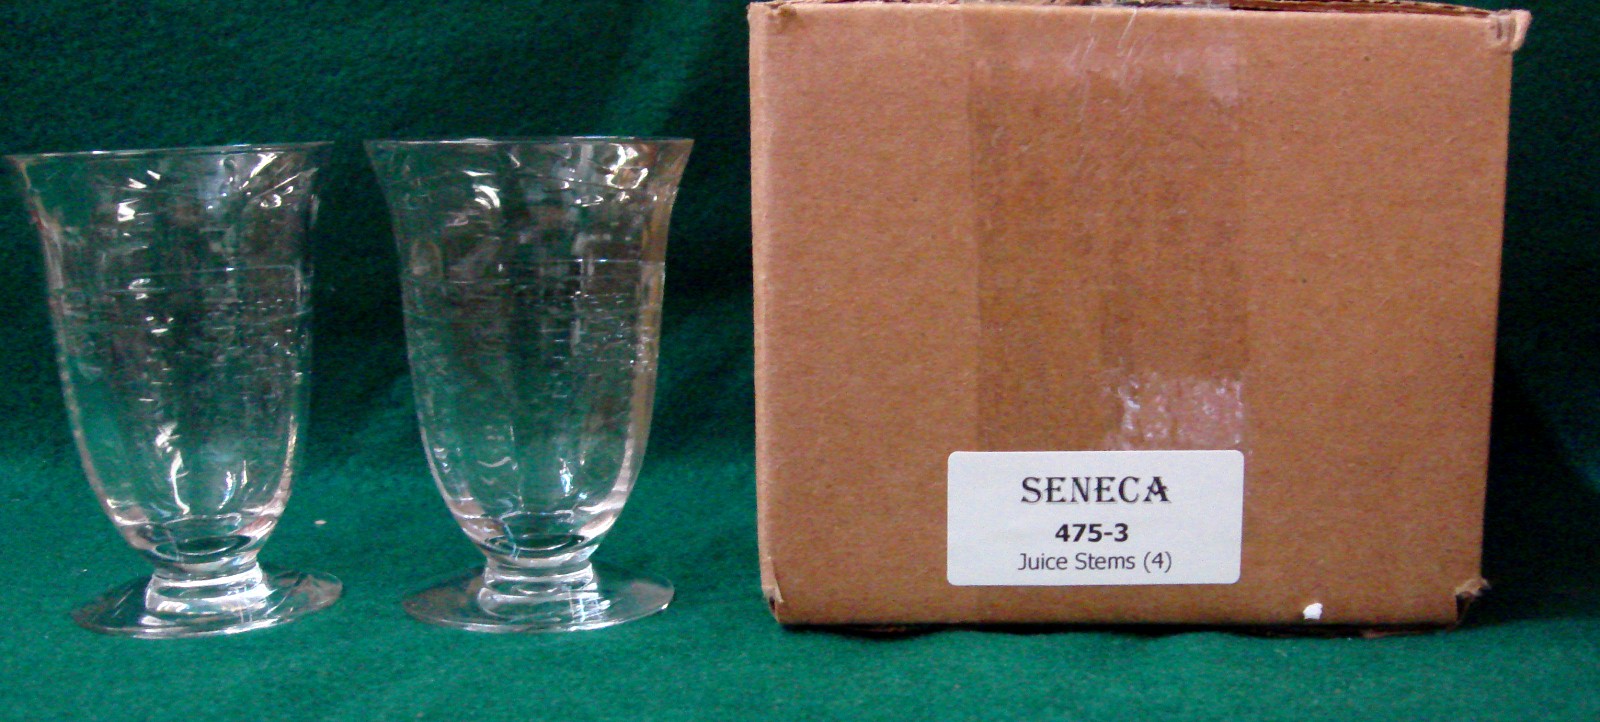 SENECA
475-3
Juice Stems (4)